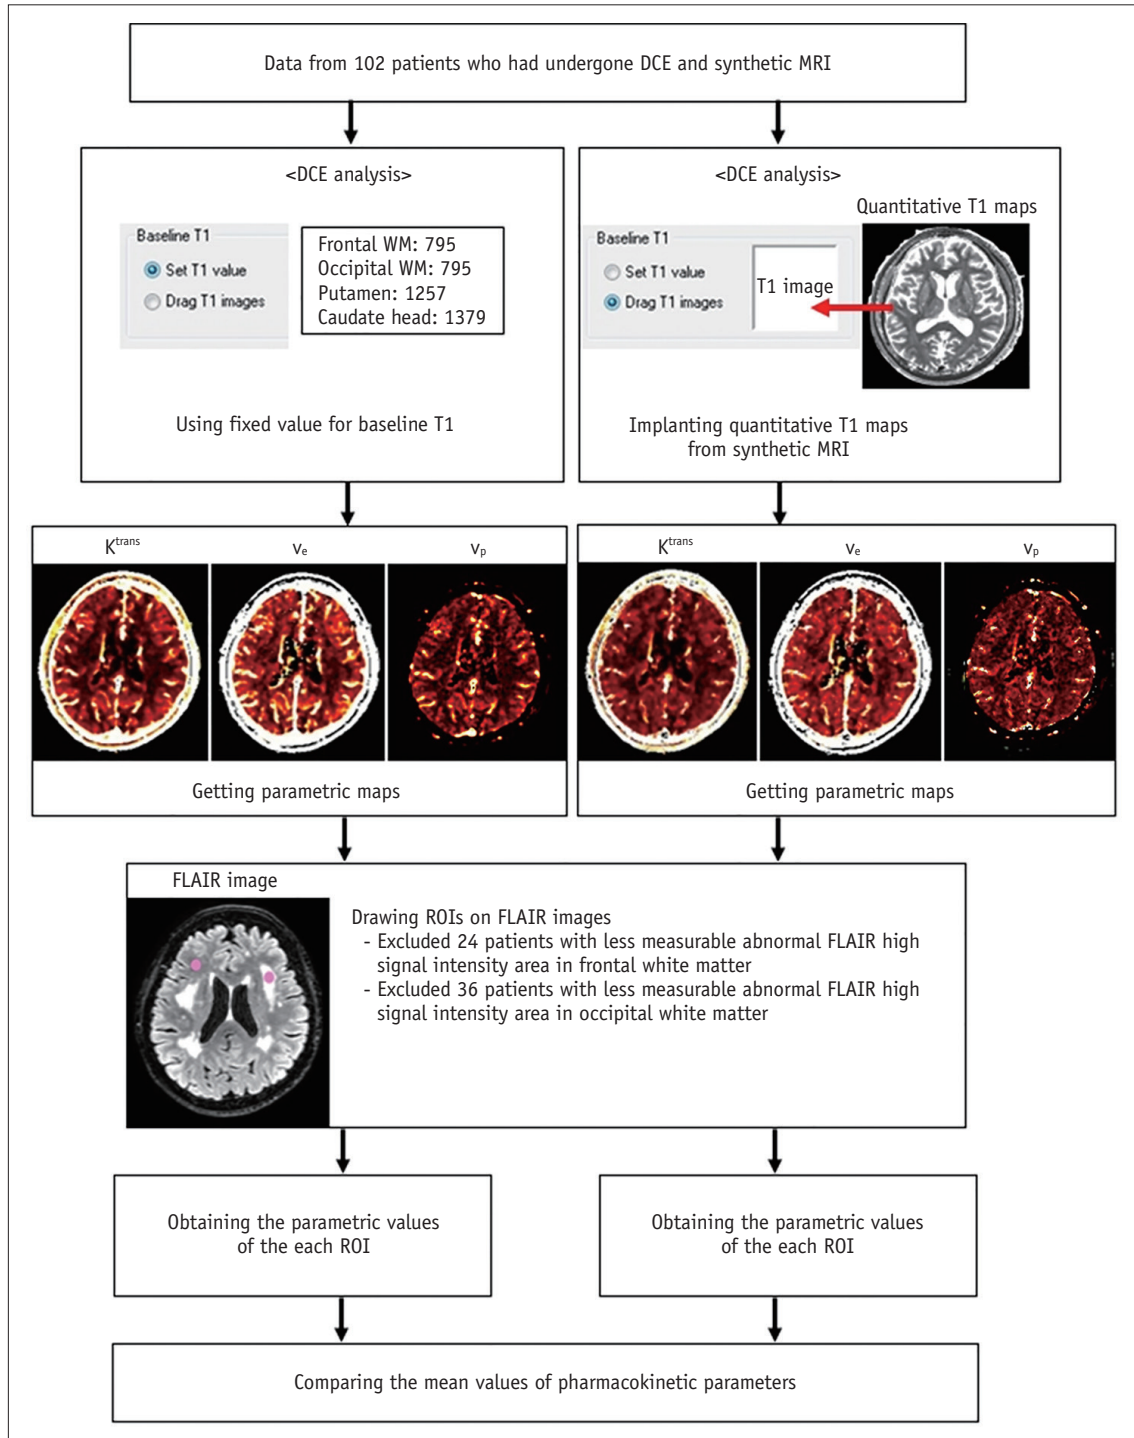 Data from 102 patients who had undergone DCE and synthetic MRI
<DCE analysis>
Baseline T1
Set T1 value
Drag T1 images
Frontal WM: 795
Occipital WM: 795
Putamen: 1257
Caudate head: 1379
Using fixed value for baseline T1
<DCE analysis>
Quantitative T1 maps
Baseline T1
Set T1 value
Drag T1 images
T1 image
Implanting quantitative T1 maps
from synthetic MRI
K^trans
v_e
v_p
Getting parametric maps
K^trans
v_e
v_p
Getting parametric maps
FLAIR image
Drawing ROIs on FLAIR images
- Excluded 24 patients with less measurable abnormal FLAIR high
signal intensity area in frontal white matter
- Excluded 36 patients with less measurable abnormal FLAIR high
signal intensity area in occipital white matter
Obtaining the parametric values
of the each ROI
Obtaining the parametric values
of the each ROI
Comparing the mean values of pharmacokinetic parameters